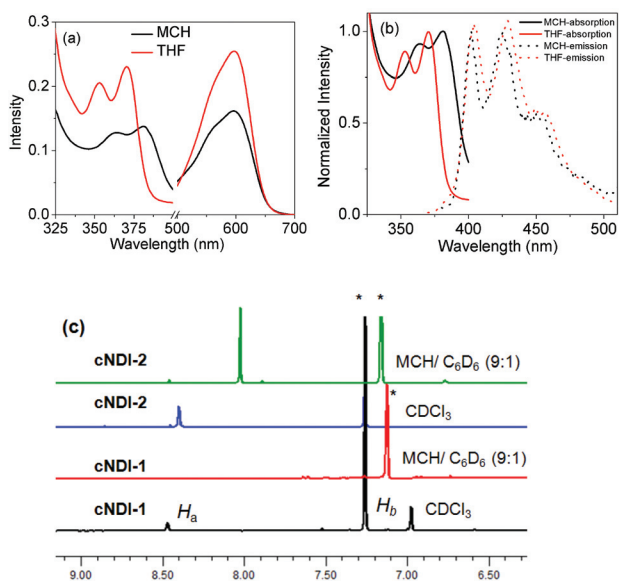 (a)
MCH
THF
Intensity
0.3
0.2
0.1
0.0
325 350 375 500 600 700
Wavelength (nm)
(b)
MCH-absorption
THF-absorption
MCH-emission
THF-emission
Normalized Intensity
1.0
0.5
0.0
350 400 450 500
Wavelength (nm)
(c)
* *
cNDI-2
MCH/ C6D6 (9:1)
cNDI-2
CDCl3
*
cNDI-1
MCH/ C6D6 (9:1)
cNDI-1
Ha
Hb
CDCl3
9.00 8.50 8.00 7.50 7.00 6.50